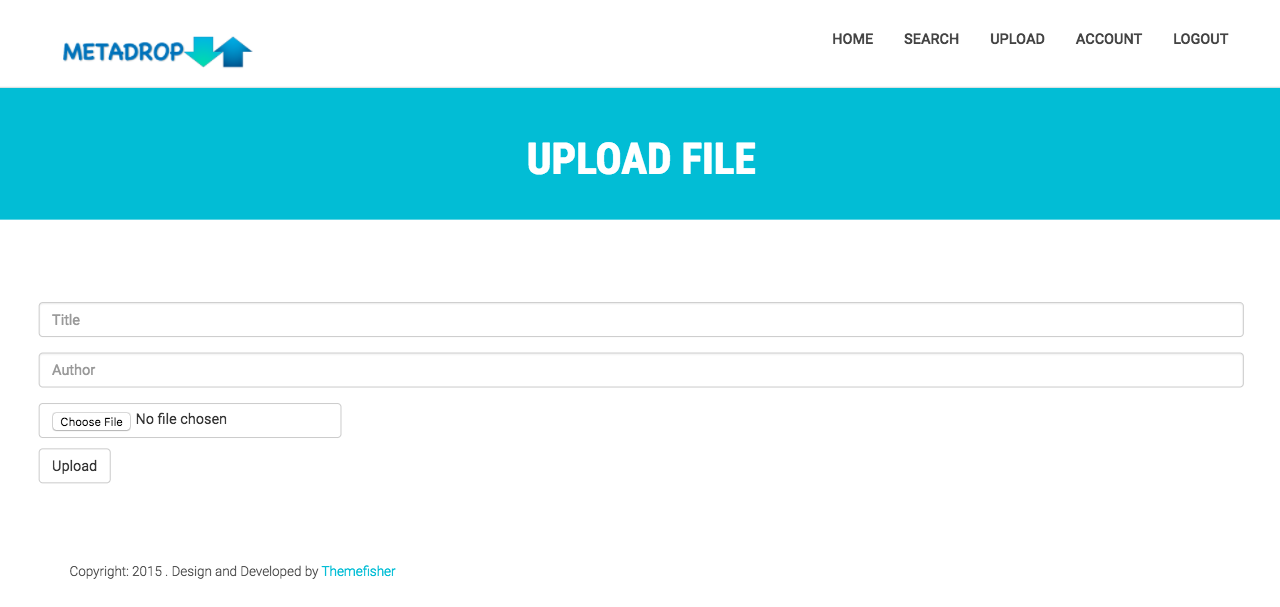 METADROP
HOME SEARCH UPLOAD ACCOUNT LOGOUT
UPLOAD FILE
Title
Author
Choose File No file chosen
Upload
Copyright: 2015 . Design and Developed by Themefisher